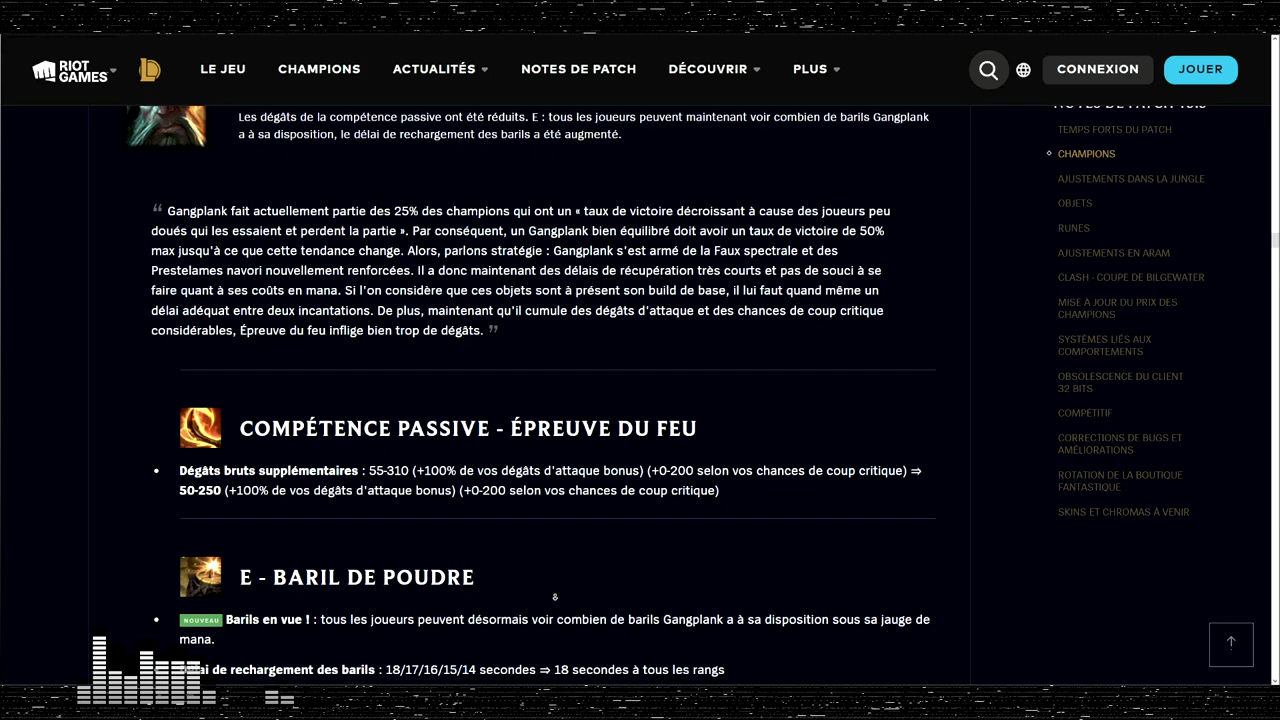 RIOT GAMES
LE JEU
CHAMPIONS
ACTUALITÉS
NOTES DE PATCH
DÉCOUVRIR
PLUS
CONNEXION
JOUER
Les dégâts de la compétence passive ont été réduits. E : tous les joueurs peuvent maintenant voir combien de barils Gangplank
a à sa disposition, le délai de rechargement des barils a été augmenté.
“ Gangplank fait actuellement partie des 25% des champions qui ont un « taux de victoire décroissant à cause des joueurs peu
doués qui les essaient et perdent la partie ». Par conséquent, un Gangplank bien équilibré doit avoir un taux de victoire de 50%
max jusqu'à ce que cette tendance change. Alors, parlons stratégie : Gangplank s'est armé de la Faux spectrale et des
Prestelames navori nouvellement renforcées. Il a donc maintenant des délais de récupération très courts et pas de souci à se
faire quant à ses coûts en mana. Si l'on considère que ces objets sont à présent son build de base, il lui faut quand même un
délai adéquat entre deux incantations. De plus, maintenant qu'il cumule des dégâts d'attaque et des chances de coup critique
considérables, Épreuve du feu inflige bien trop de dégâts. ”
COMPÉTENCE PASSIVE - ÉPREUVE DU FEU
• Dégâts bruts supplémentaires : 55-310 (+100% de vos dégâts d'attaque bonus) (+0-200 selon vos chances de coup critique) ⇒
50-250 (+100% de vos dégâts d'attaque bonus) (+0-200 selon vos chances de coup critique)
E - BARIL DE POUDRE
• NOUVEAU Barils en vue ! : tous les joueurs peuvent désormais voir combien de barils Gangplank a à sa disposition sous sa jauge de
mana.
de rechargement des barils : 18/17/16/15/14 secondes ⇒ 18 secondes à tous les rangs
TEMPS FORTS DU PATCH
CHAMPIONS
AJUSTEMENTS DANS LA JUNGLE
OBJETS
RUNES
AJUSTEMENTS EN ARAM
CLASH - COUPE DE BILGEWATER
MISE À JOUR DU PRIX DES
CHAMPIONS
SYSTÈMES LIÉS AUX
COMPORTEMENTS
OBSOLESCENCE DU CLIENT
32 BITS
COMPÉTITIF
CORRECTIONS DE BUGS ET
AMÉLIORATIONS
ROTATION DE LA BOUTIQUE
FANTASTIQUE
SKINS ET CHROMAS À VENIR